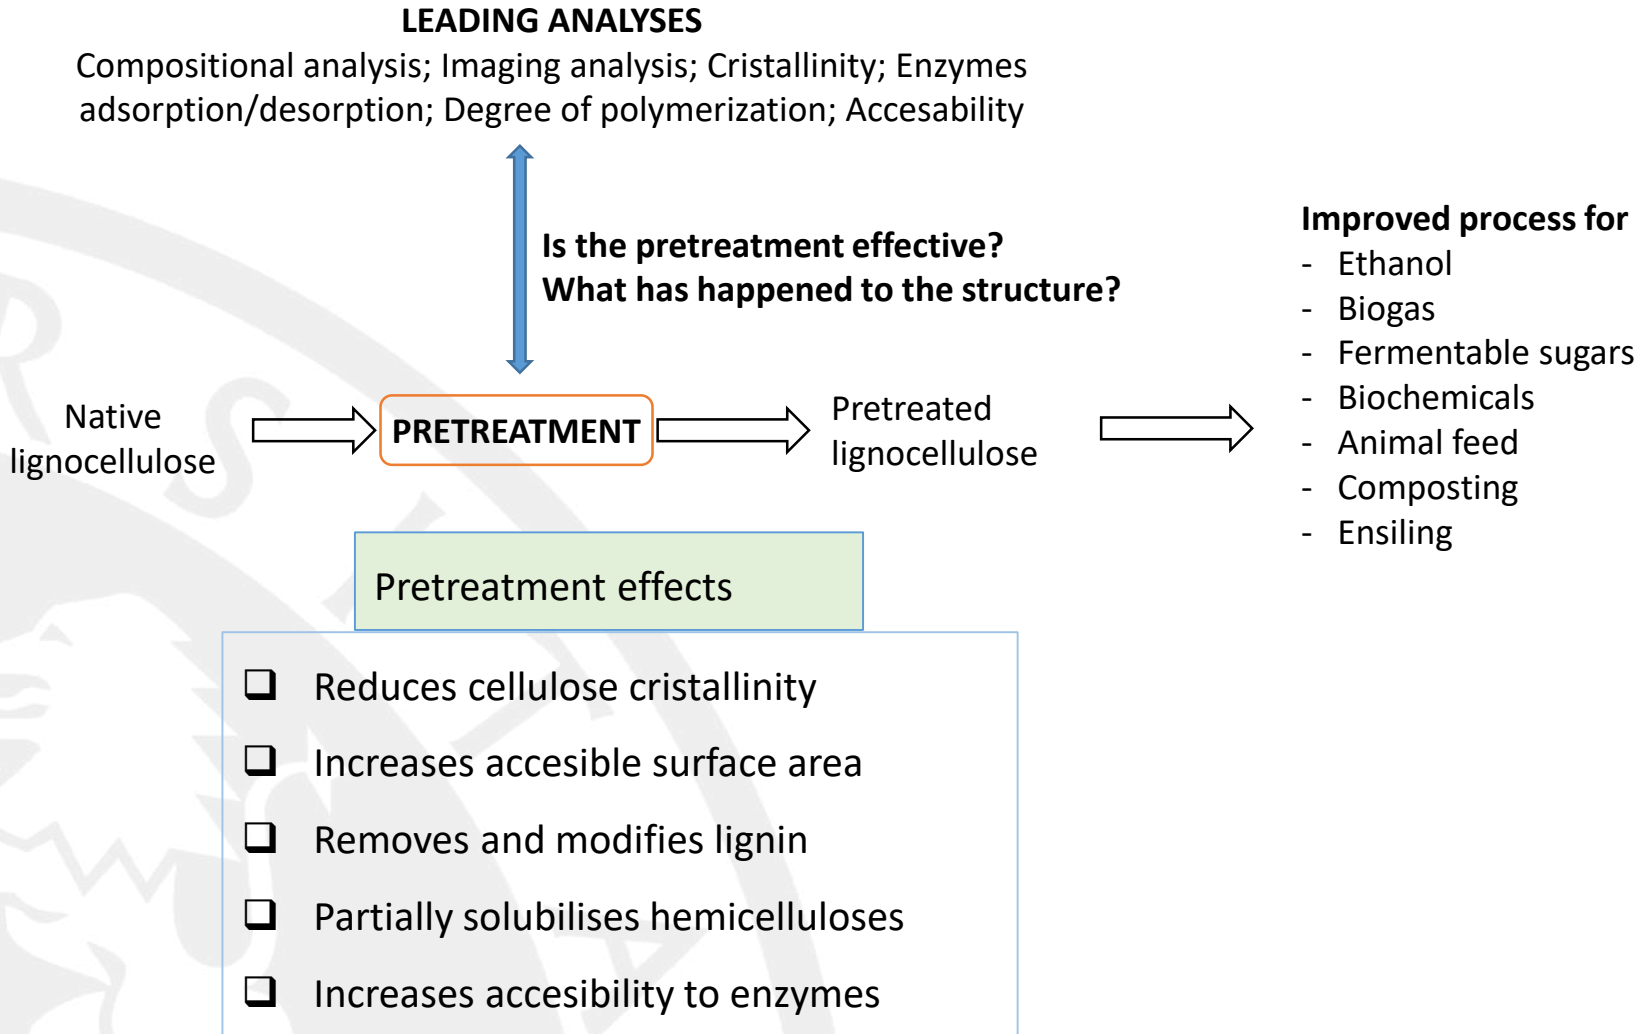 LEADING ANALYSES
Compositional analysis; Imaging analysis; Cristallinity; Enzymes
adsorption/desorption; Degree of polymerization; Accesability
Is the pretreatment effective?
What has happened to the structure?
Native
lignocellulose
PRETREATMENT
Pretreated
lignocellulose
Improved process for
- Ethanol
- Biogas
- Fermentable sugars
- Biochemicals
- Animal feed
- Composting
- Ensiling
Pretreatment effects
❑ Reduces cellulose cristallinity
❑ Increases accesible surface area
❑ Removes and modifies lignin
❑ Partially solubilises hemicelluloses
❑ Increases accesibility to enzymes